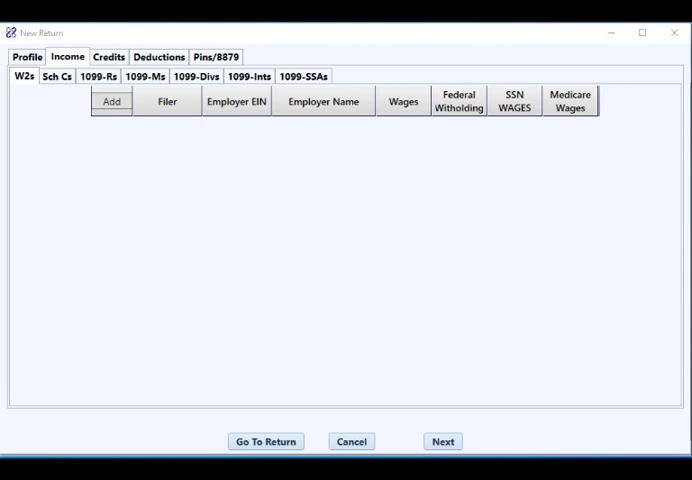 New Return
Profile Income Credits Deductions Pins/8879
W2s Sch Cs 1099-Rs 1099-Ms 1099-Divs 1099-Ints 1099-SSAs
Add Filer Employer EIN Employer Name Wages Federal Witholding SSN WAGES Medicare Wages
Go To Return Cancel Next